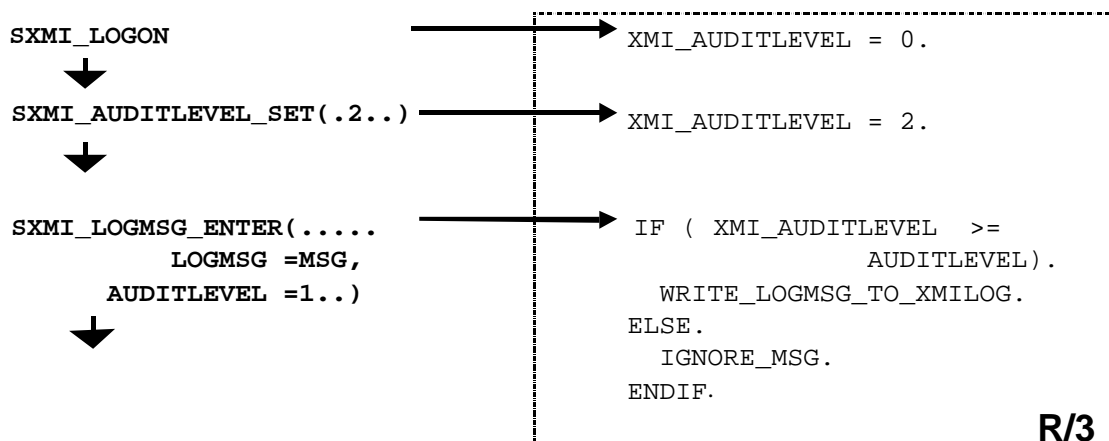 SXMI_LOGON
XMI_AUDITLEVEL = 0.
SXMI_AUDITLEVEL_SET(.2..)
XMI_AUDITLEVEL = 2.
SXMI_LOGMSG_ENTER(.....
LOGMSG =MSG,
AUDITLEVEL =1..)
IF ( XMI_AUDITLEVEL >=
AUDITLEVEL).
WRITE_LOGMSG_TO_XMILOG.
ELSE.
IGNORE_MSG.
ENDIF.
R/3